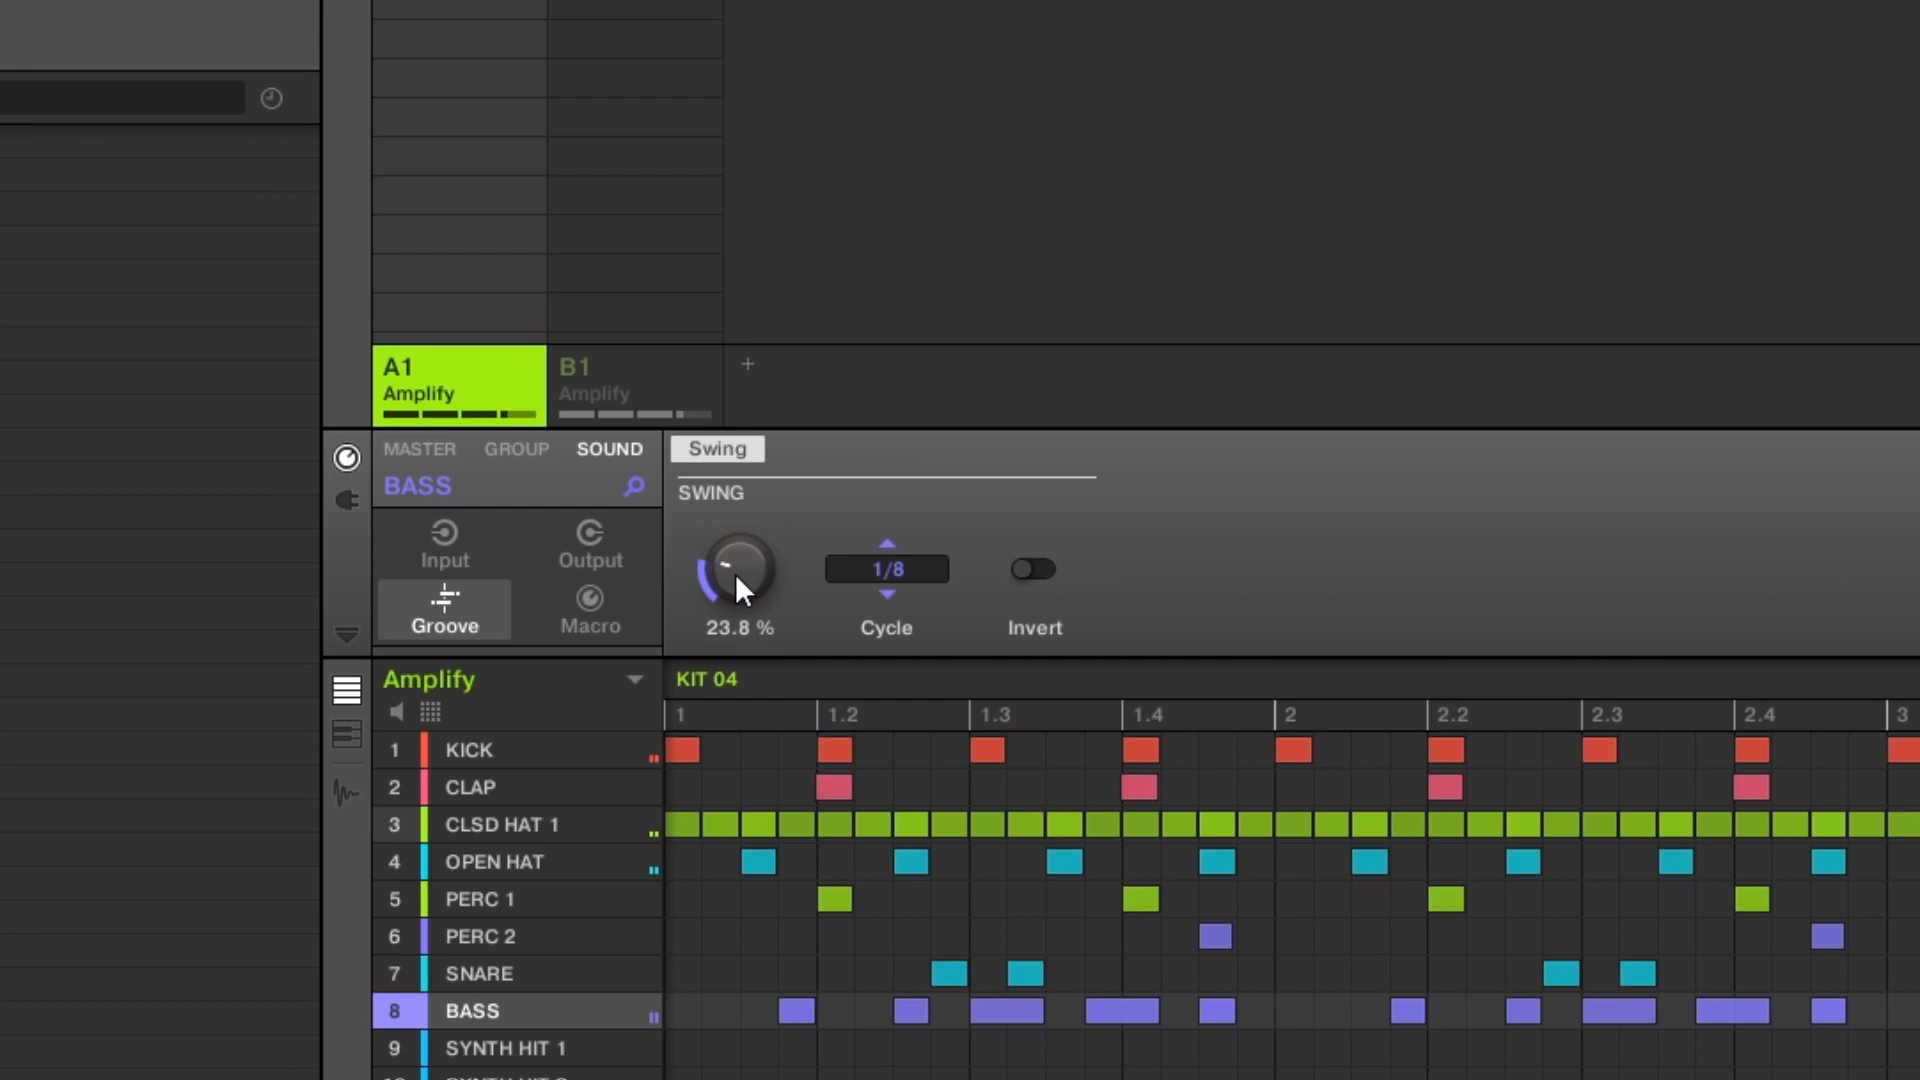 A1
Amplify
B1
Amplify
+
MASTER GROUP SOUND
BASS
Input
Output
Groove
Macro
Swing
SWING
23.8 %
1/8
Cycle
Invert
Amplify
KIT 04
1 1.2 1.3 1.4 2 2.2 2.3 2.4 3
1 KICK
2 CLAP
3 CLSD HAT 1
4 OPEN HAT
5 PERC 1
6 PERC 2
7 SNARE
8 BASS
9 SYNTH HIT 1